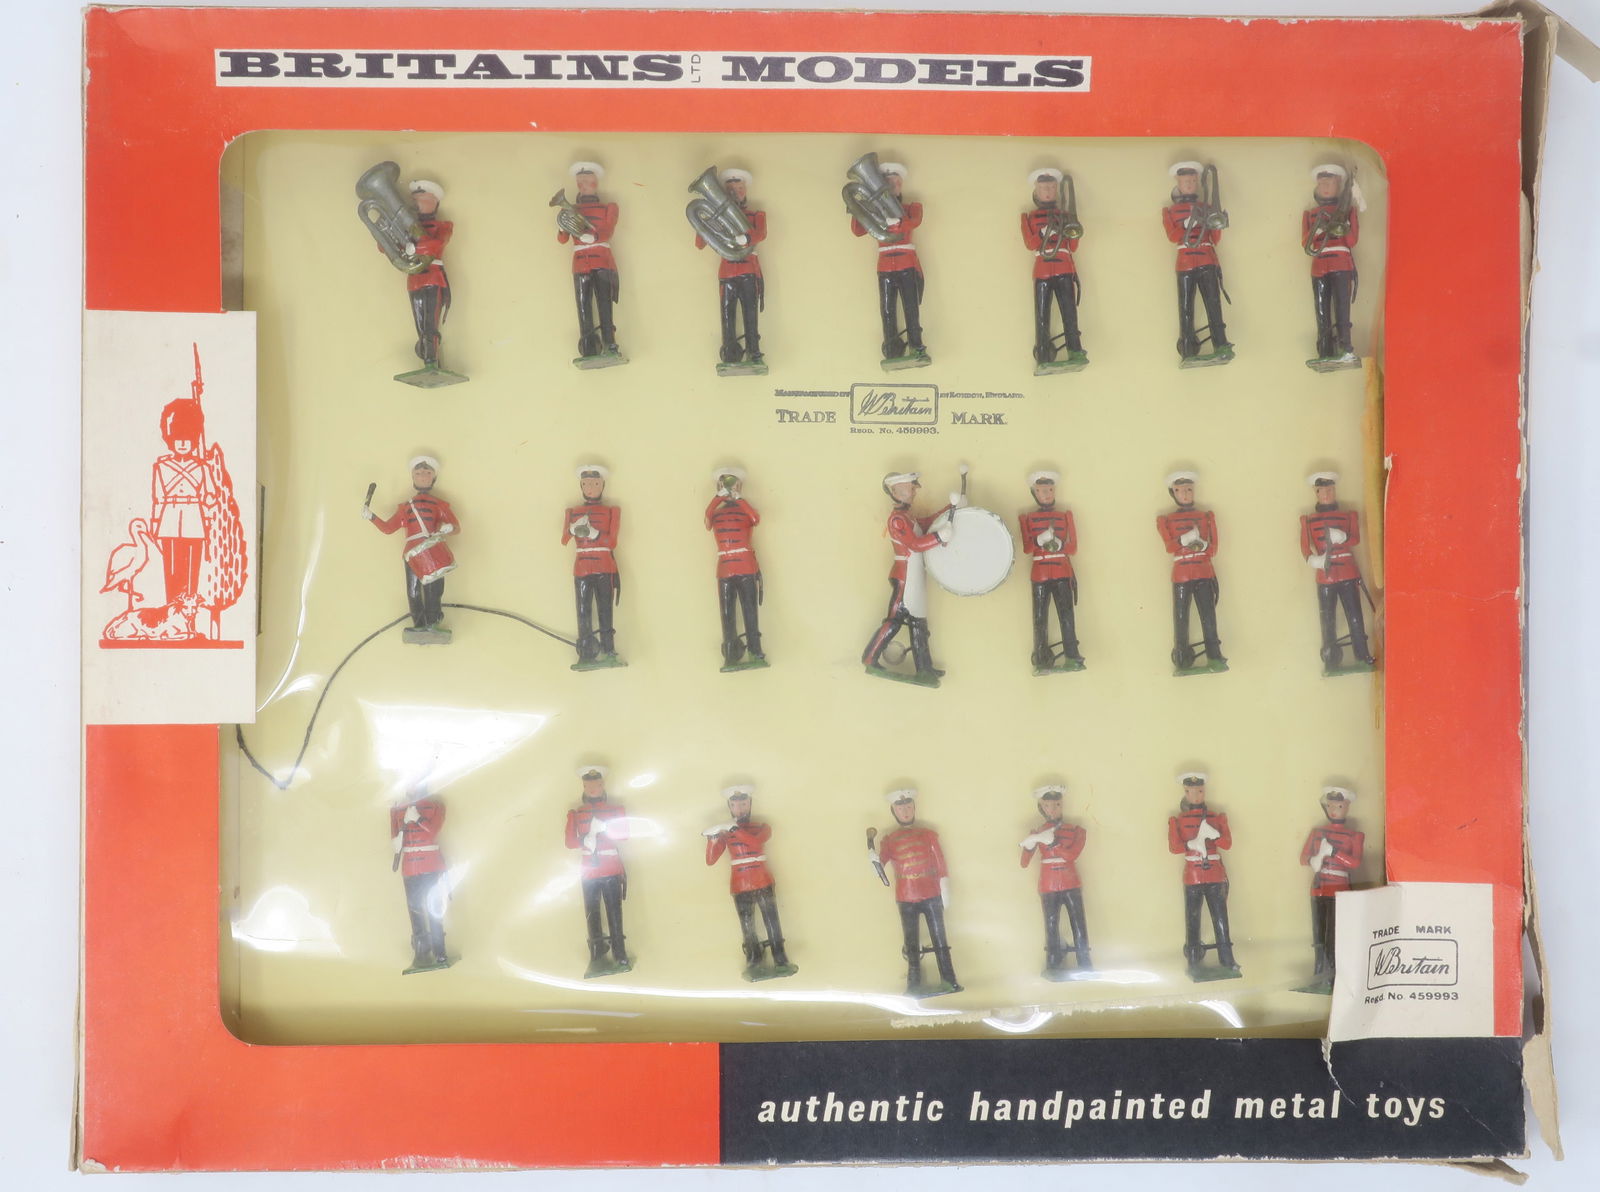 BRITAINS LTD MODELS
MANUFACTURED BY W Britain IN LONDON, ENGLAND.
TRADE MARK.
REGD. NO. 459993.
TRADE MARK
W Britain
Regd. No 459993
authentic handpainted metal toys